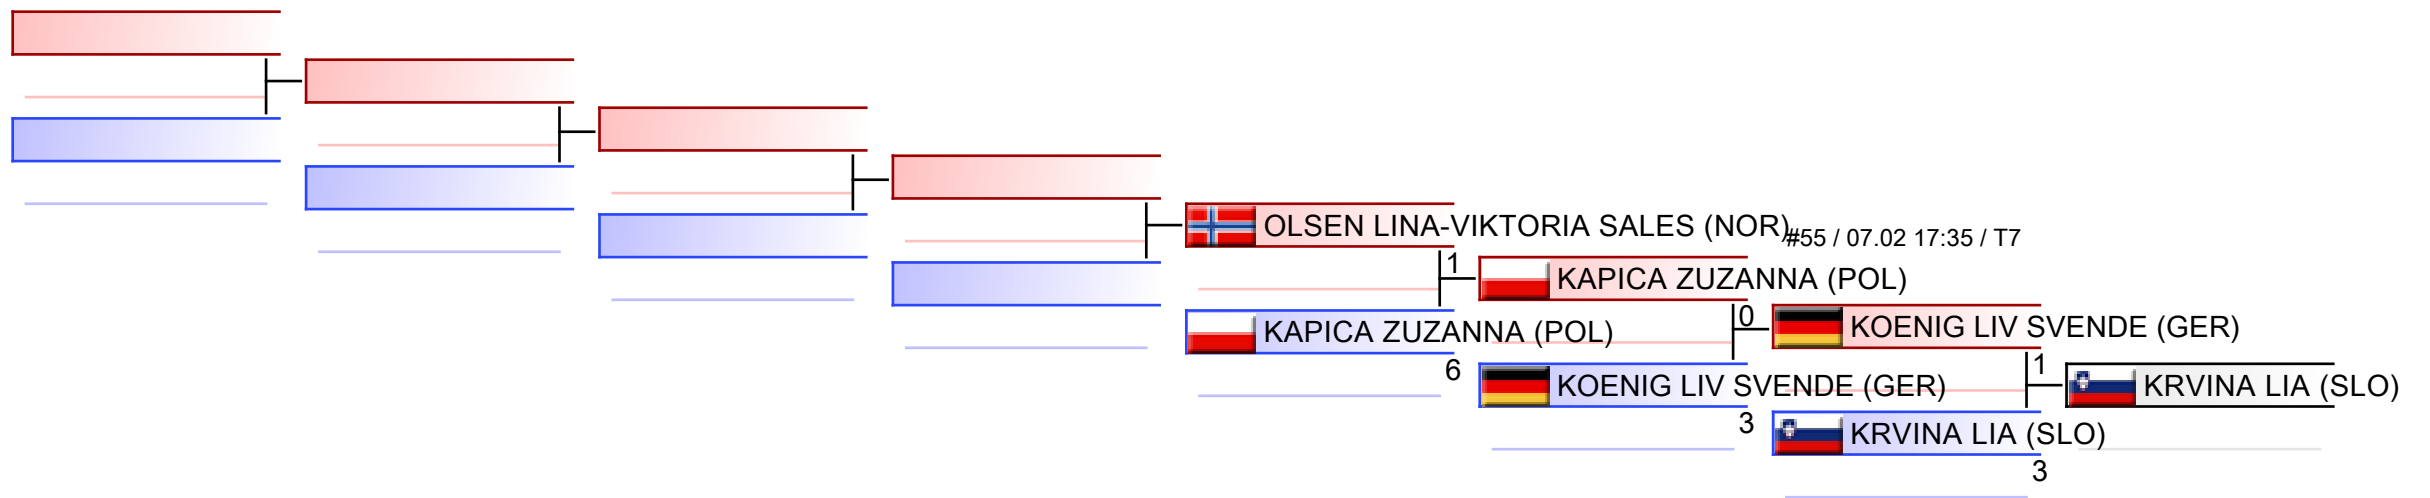 OLSEN LINA-VIKTORIA SALES (NOR)
#55 / 07.02 17:35 / T7
1
KAPICA ZUZANNA (POL)
0
KOENIG LIV SVENDE (GER)
KAPICA ZUZANNA (POL)
6
1
KOENIG LIV SVENDE (GER)
KRVINA LIA (SLO)
3
KRVINA LIA (SLO)
3